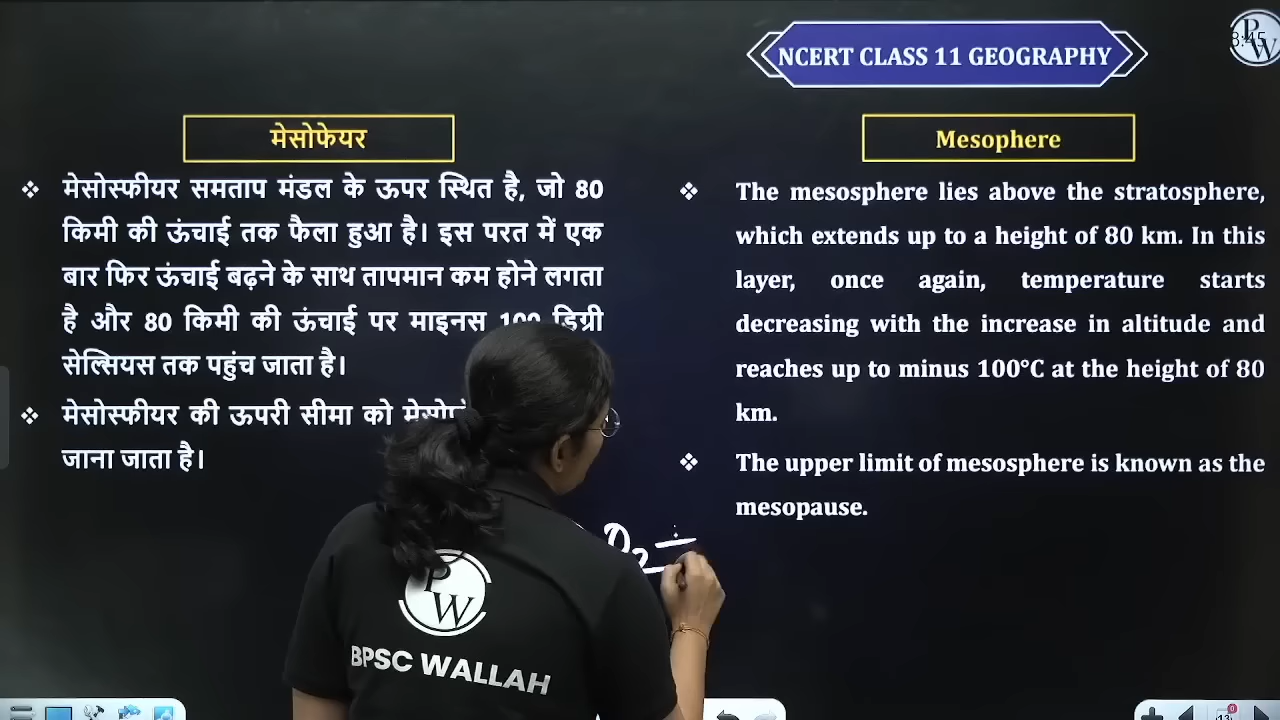 NCERT CLASS 11 GEOGRAPHY
PW
8:45
मेसोफेयर
❖ मेसोस्फीयर समताप मंडल के ऊपर स्थित है, जो 80
किमी की ऊंचाई तक फैला हुआ है। इस परत में एक
बार फिर ऊंचाई बढ़ने के साथ तापमान कम होने लगता
है और 80 किमी की ऊंचाई पर माइनस 100 डिग्री
सेल्सियस तक पहुंच जाता है।
❖ मेसोस्फीयर की ऊपरी सीमा को
जाना जाता है।
Mesophere
❖ The mesosphere lies above the stratosphere,
which extends up to a height of 80 km. In this
layer, once again, temperature starts
decreasing with the increase in altitude and
reaches up to minus 100°C at the height of 80
km.
❖ The upper limit of mesosphere is known as the
mesopause.
PW
BPSC WALLAH